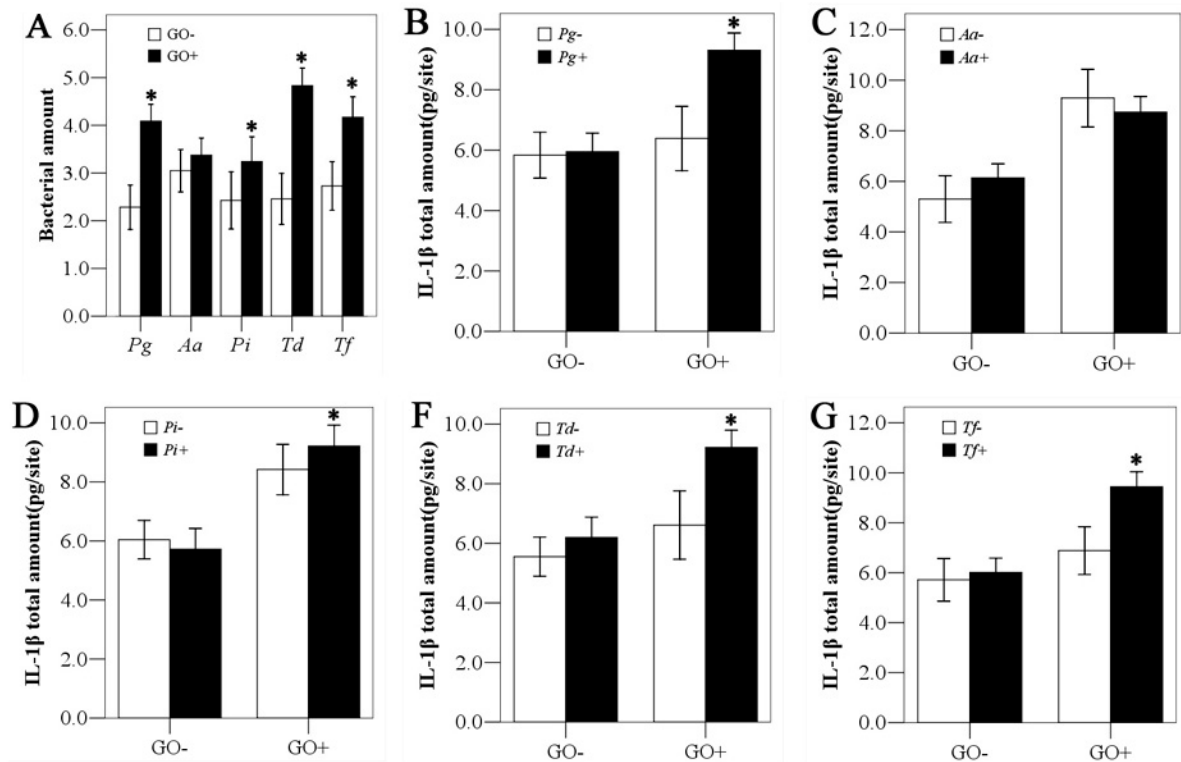 A
GO-
GO+
Bacterial amount
6.0
5.0
4.0
3.0
2.0
1.0
0.0
*
*
*
*
Pg Aa Pi Td Tf
B
Pg-
Pg+
IL-1β total amount(pg/site)
10.0
8.0
6.0
4.0
2.0
0.0
*
GO- GO+
C
Aa-
Aa+
IL-1β total amount(pg/site)
12.0
10.0
8.0
6.0
4.0
2.0
0.0
GO- GO+
D
Pi-
Pi+
IL-1β total amount(pg/site)
10.0
8.0
6.0
4.0
2.0
0.0
*
GO- GO+
F
Td-
Td+
IL-1β total amount(pg/site)
10.0
8.0
6.0
4.0
2.0
0.0
*
GO- GO+
G
Tf-
Tf+
IL-1β total amount(pg/site)
12.0
10.0
8.0
6.0
4.0
2.0
0.0
*
GO- GO+